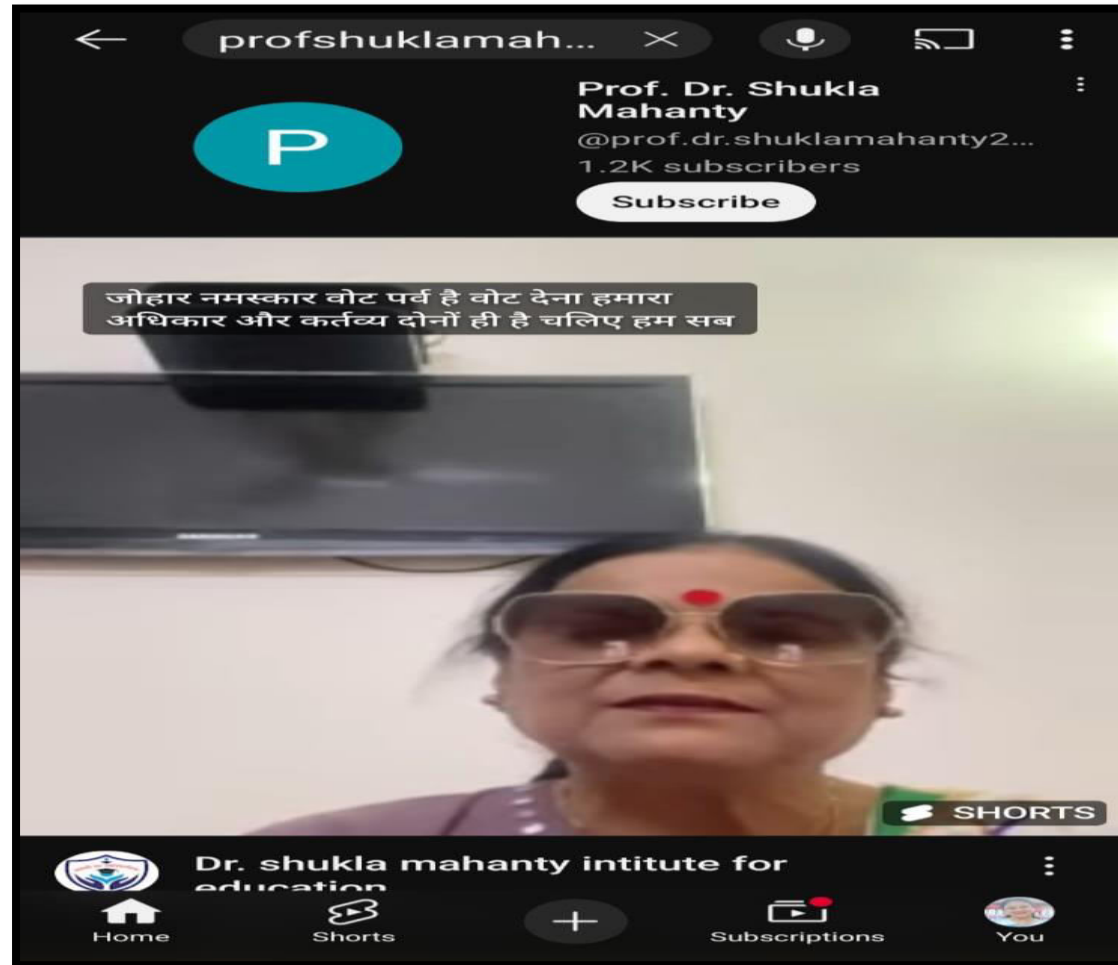 profshuklamah...
Prof. Dr. Shukla
Mahanty
@prof.dr.shuklamahanty2...
1.2K subscribers
Subscribe
P
जोहार नमस्कार वोट पर्व है वोट देना हमारा
अधिकार और कर्तव्य दोनों ही है चलिए हम सब
SHORTS
Dr. shukla mahanty intitute for
education
Home
Shorts
Subscriptions
You